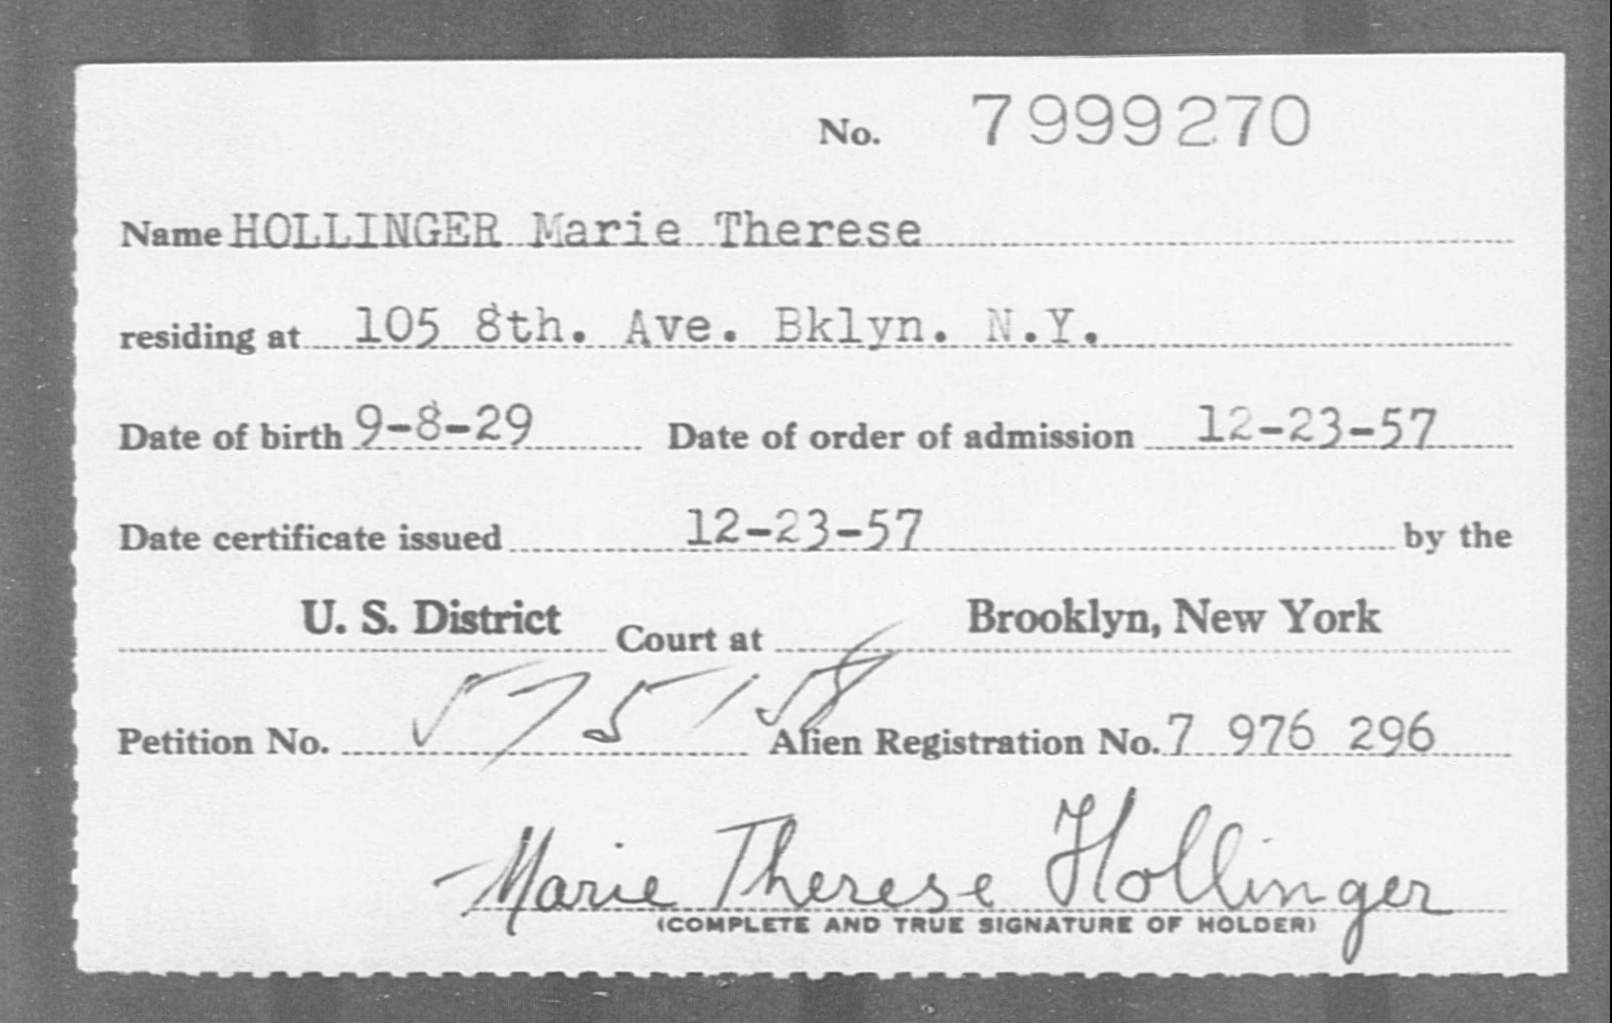 No. 7999270
Name HOLLINGER Marie Therese
residing at 105 8th. Ave. Bklyn. N.Y.
Date of birth 9-8-29 Date of order of admission 12-23-57
Date certificate issued 12-23-57 by the
U. S. District Court at Brooklyn, New York
Petition No. 575158 Alien Registration No. 7 976 296
Marie Therese Hollinger
(COMPLETE AND TRUE SIGNATURE OF HOLDER)